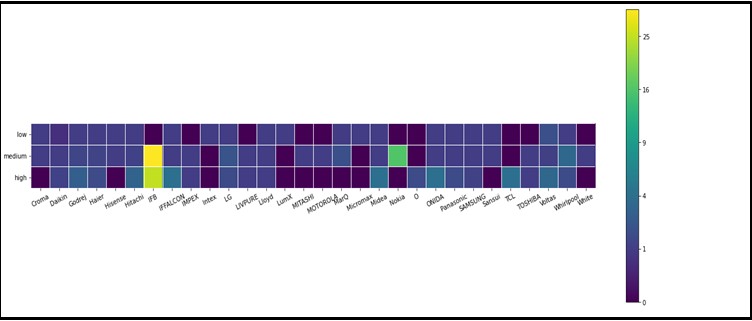 25
16
9
4
1
0
low
medium
high
Croma Daikin Godrej Haier Hisense Hitachi IFB IFFALCON IMPEX Intex LG LIVPURE Lloyd LumX MITASHI MOTOROLA MarQ Micromax Midea Nokia O ONIDA Panasonic SAMSUNG Sansui TCL TOSHIBA Voltas Whirlpool White